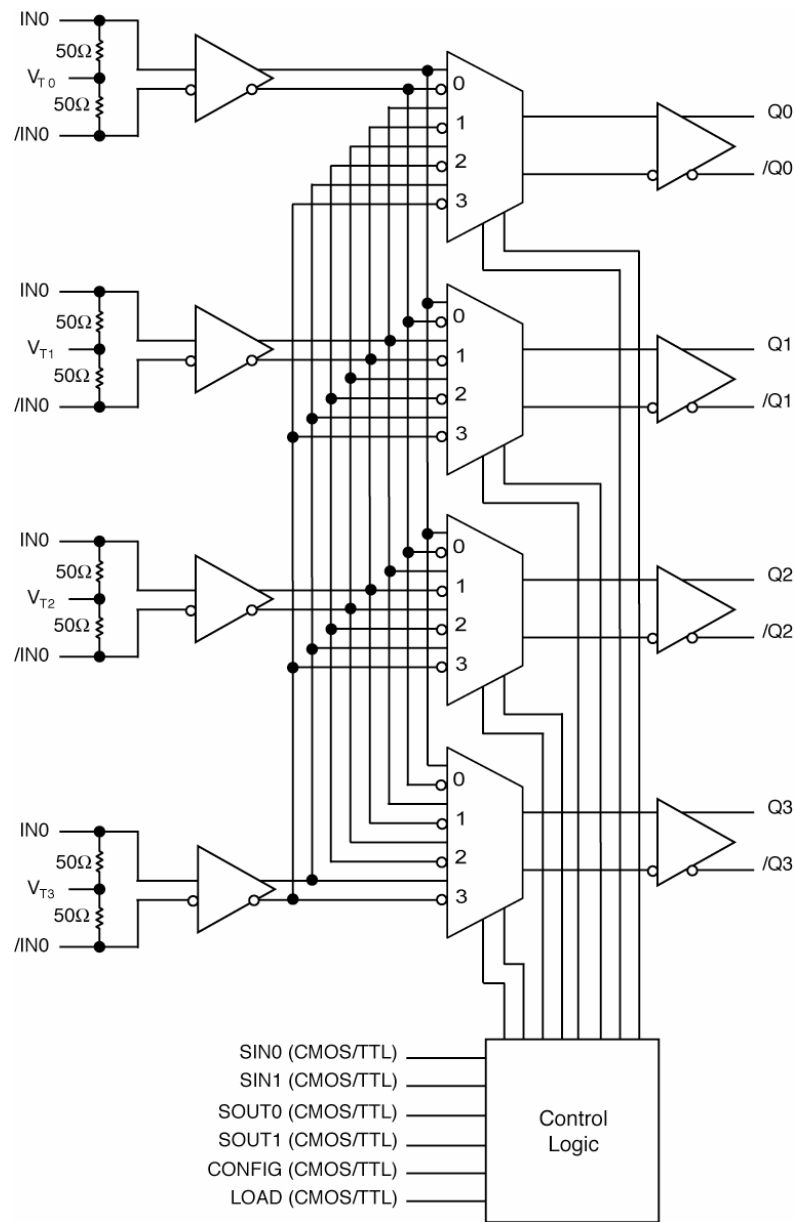 IN0
50Ω
VT0
50Ω
/IN0
0
1
2
3
Q0
/Q0
IN0
50Ω
VT1
50Ω
/IN0
0
1
2
3
Q1
/Q1
IN0
50Ω
VT2
50Ω
/IN0
0
1
2
3
Q2
/Q2
IN0
50Ω
VT3
50Ω
/IN0
0
1
2
3
Q3
/Q3
SIN0 (CMOS/TTL)
SIN1 (CMOS/TTL)
SOUT0 (CMOS/TTL)
SOUT1 (CMOS/TTL)
CONFIG (CMOS/TTL)
LOAD (CMOS/TTL)
Control
Logic